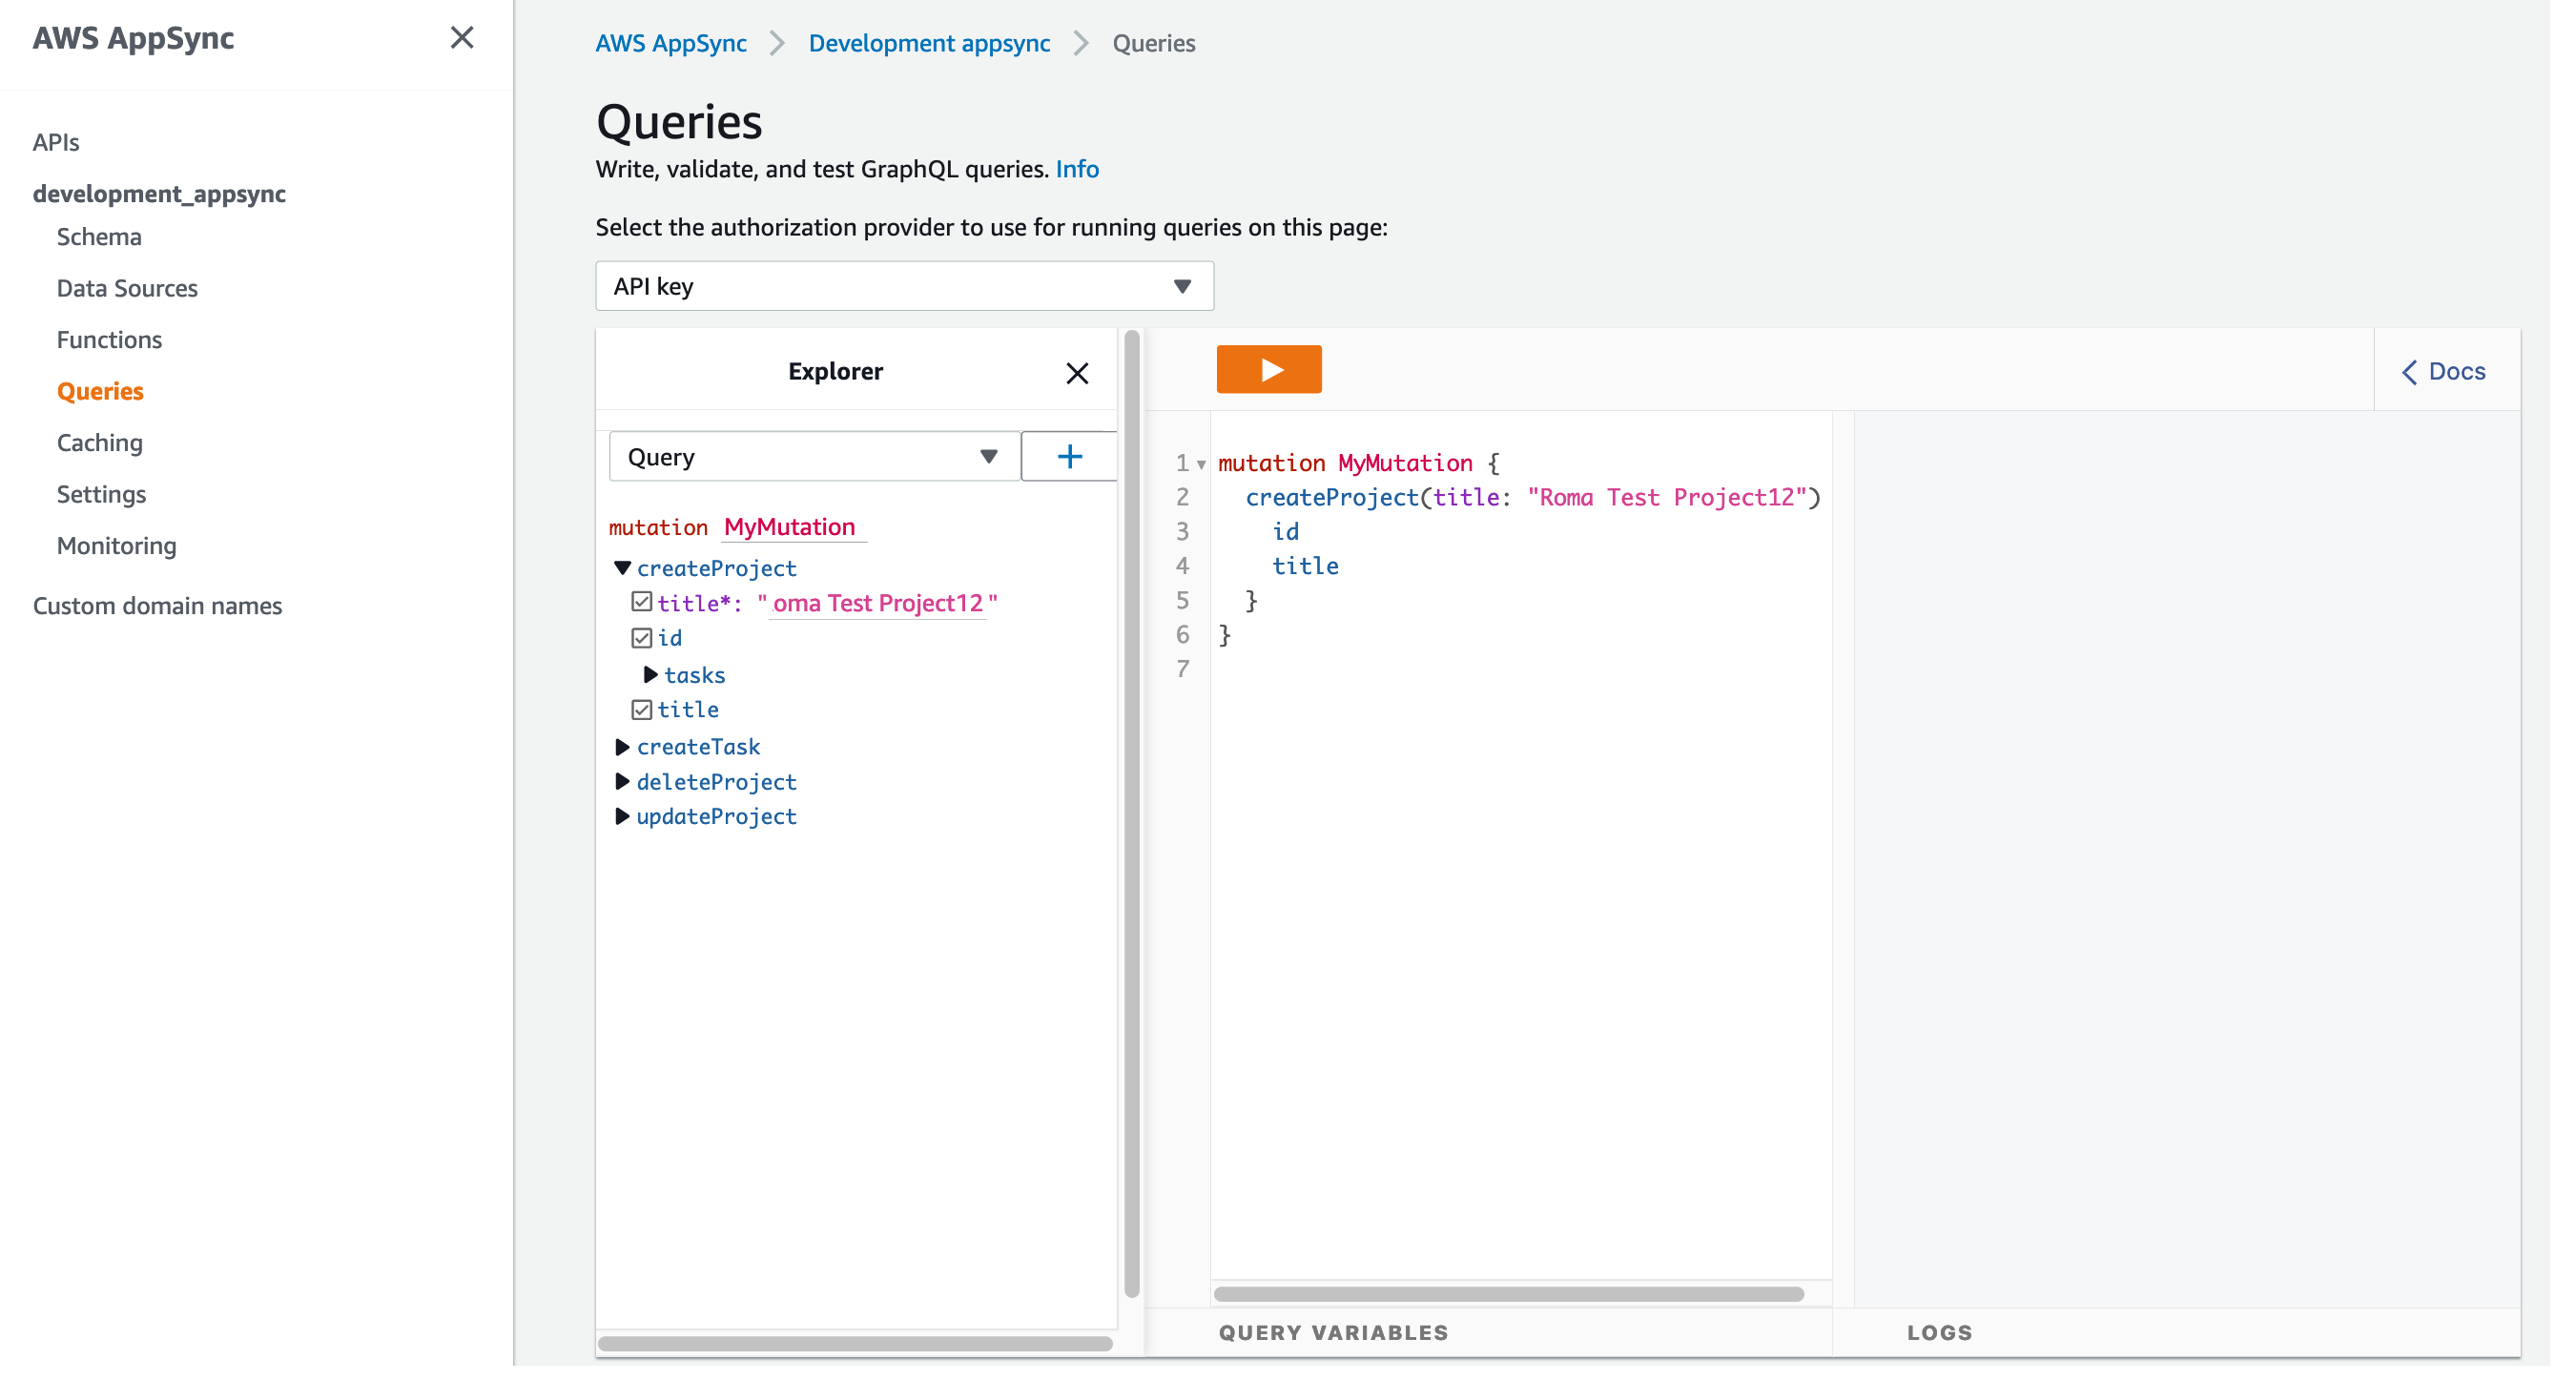 AWS AppSync
APIs
development_appsync
Schema
Data Sources
Functions
Queries
Caching
Settings
Monitoring
Custom domain names
AWS AppSync > Development appsync > Queries
Queries
Write, validate, and test GraphQL queries. Info
Select the authorization provider to use for running queries on this page:
API key
Explorer
Query
+
mutation MyMutation
createProject
title*: "oma Test Project12"
id
tasks
title
createTask
deleteProject
updateProject
Docs
1 mutation MyMutation {
2 createProject(title: "Roma Test Project12")
3 id
4 title
5 }
6 }
7
QUERY VARIABLES
LOGS